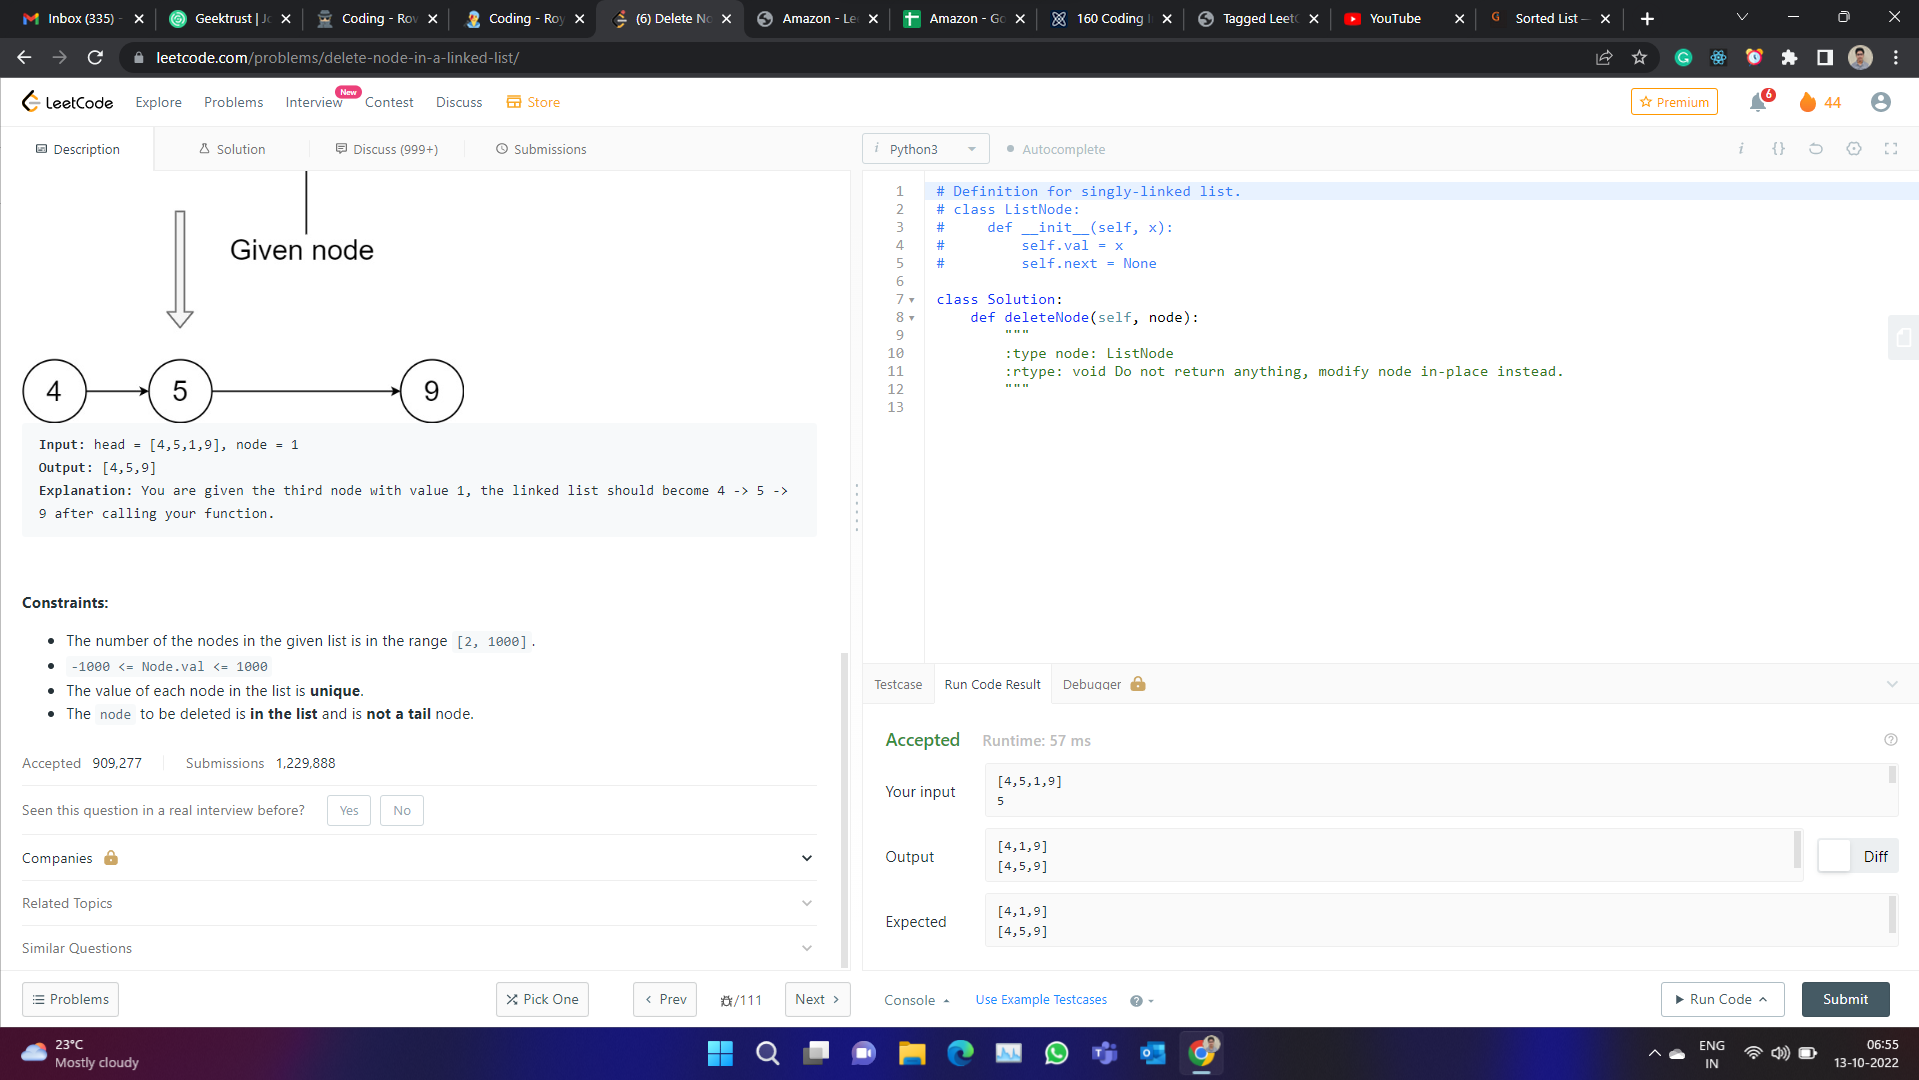 Inbox (335) -
Geektrust | Jo
Coding - Rov
Coding - Roy
(6) Delete No
Amazon - Le
Amazon - Go
160 Coding I
Tagged LeetC
YouTube
G Sorted List –
leetcode.com/problems/delete-node-in-a-linked-list/
LeetCode
Explore
Problems
Interview
New
Contest
Discuss
Store
Premium
6
44
Description
Solution
Discuss (999+)
Submissions
i Python3
Autocomplete
i {}
Given node
4 5 9
Input: head = [4,5,1,9], node = 1
Output: [4,5,9]
Explanation: You are given the third node with value 1, the linked list should become 4 -> 5 ->
9 after calling your function.
Constraints:
The number of the nodes in the given list is in the range [2, 1000].
-1000 <= Node.val <= 1000
The value of each node in the list is unique.
The node to be deleted is in the list and is not a tail node.
Accepted 909,277 Submissions 1,229,888
Seen this question in a real interview before? Yes No
Companies
Related Topics
Similar Questions
Problems
Pick One
Prev
/111
Next
1 # Definition for singly-linked list.
2 # class ListNode:
3 #     def __init__(self, x):
4 #         self.val = x
5 #         self.next = None
6
7 class Solution:
8     def deleteNode(self, node):
9         """
10         :type node: ListNode
11         :rtype: void Do not return anything, modify node in-place instead.
12         """
13
Testcase
Run Code Result
Debugger
Accepted Runtime: 57 ms
Your input
[4,5,1,9]
5
Output
[4,1,9]
[4,5,9]
Diff
Expected
[4,1,9]
[4,5,9]
Console
Use Example Testcases
Run Code
Submit
23°C
Mostly cloudy
ENG
IN
06:55
13-10-2022